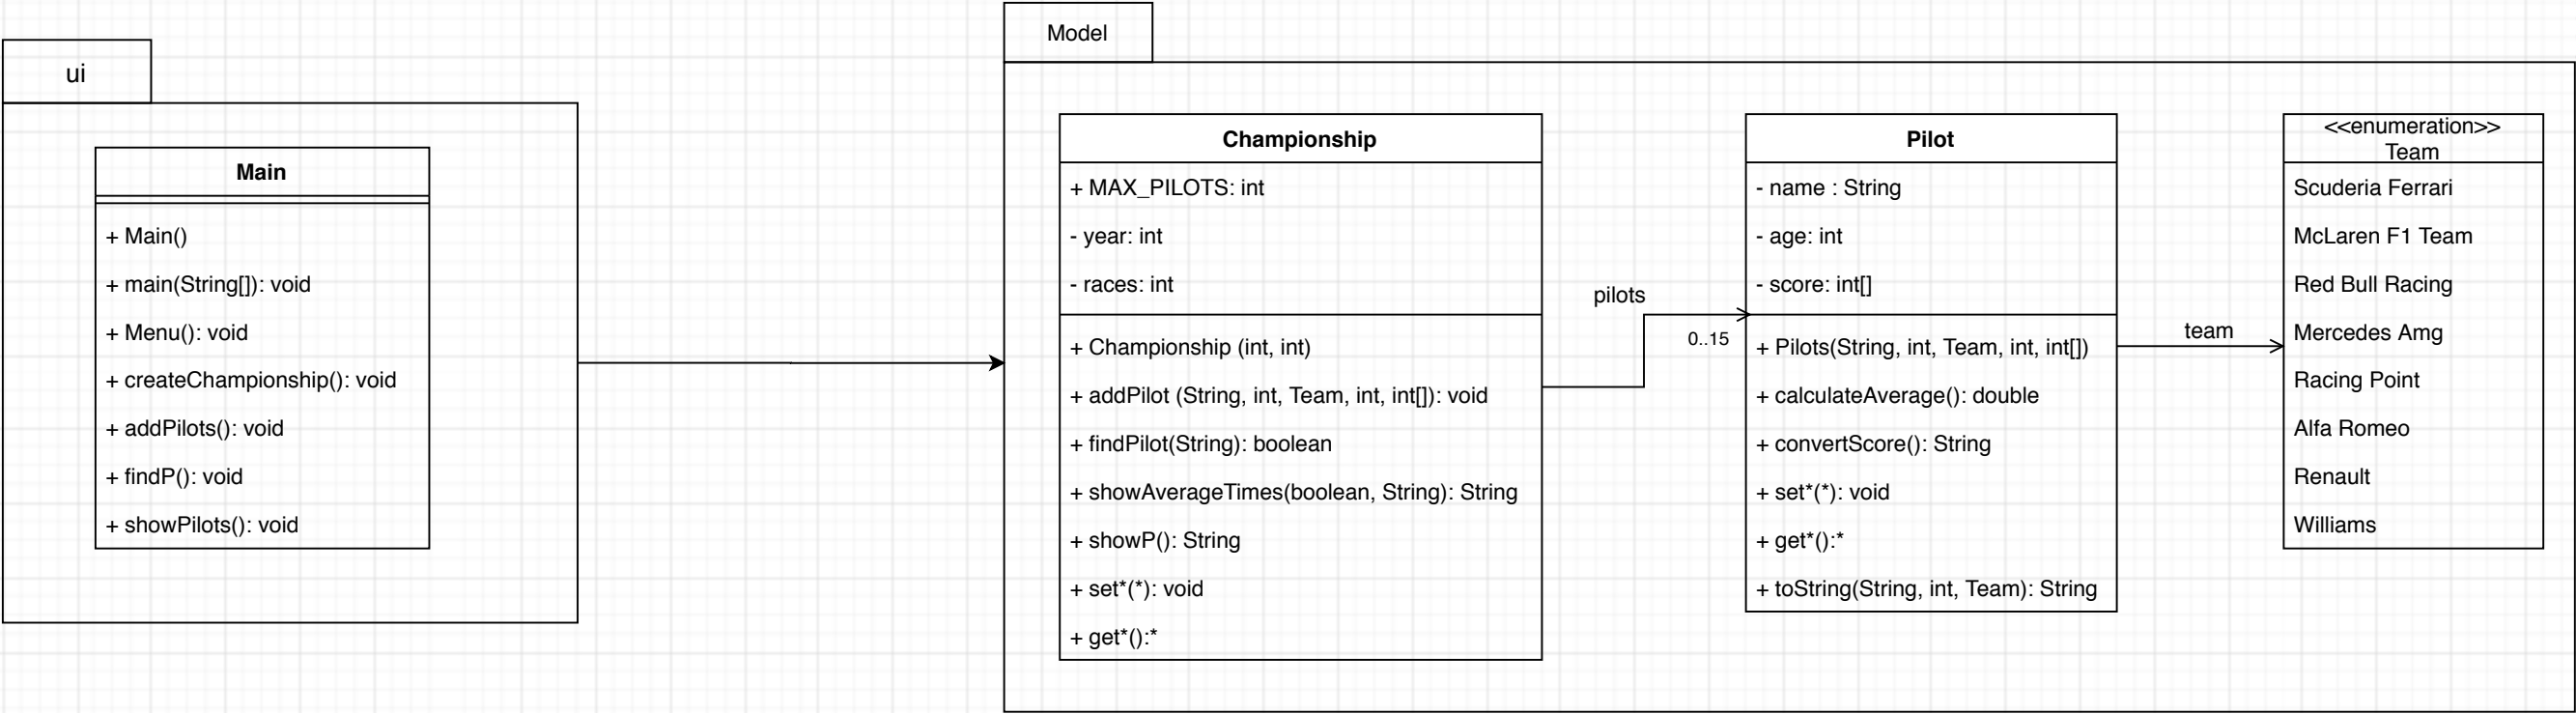 ui
Main
+ Main()
+ main(String[]): void
+ Menu(): void
+ createChampionship(): void
+ addPilots(): void
+ findP(): void
+ showPilots(): void
Model
Championship
+ MAX_PILOTS: int
- year: int
- races: int
+ Championship (int, int)
+ addPilot (String, int, Team, int, int[]): void
+ findPilot(String): boolean
+ showAverageTimes(boolean, String): String
+ showP(): String
+ set*(*): void
+ get*():*
pilots
0..15
Pilot
- name : String
- age: int
- score: int[]
+ Pilots(String, int, Team, int, int[])
+ calculateAverage(): double
+ convertScore(): String
+ set*(*): void
+ get*():*
+ toString(String, int, Team): String
team
<<enumeration>>
Team
Scuderia Ferrari
McLaren F1 Team
Red Bull Racing
Mercedes Amg
Racing Point
Alfa Romeo
Renault
Williams